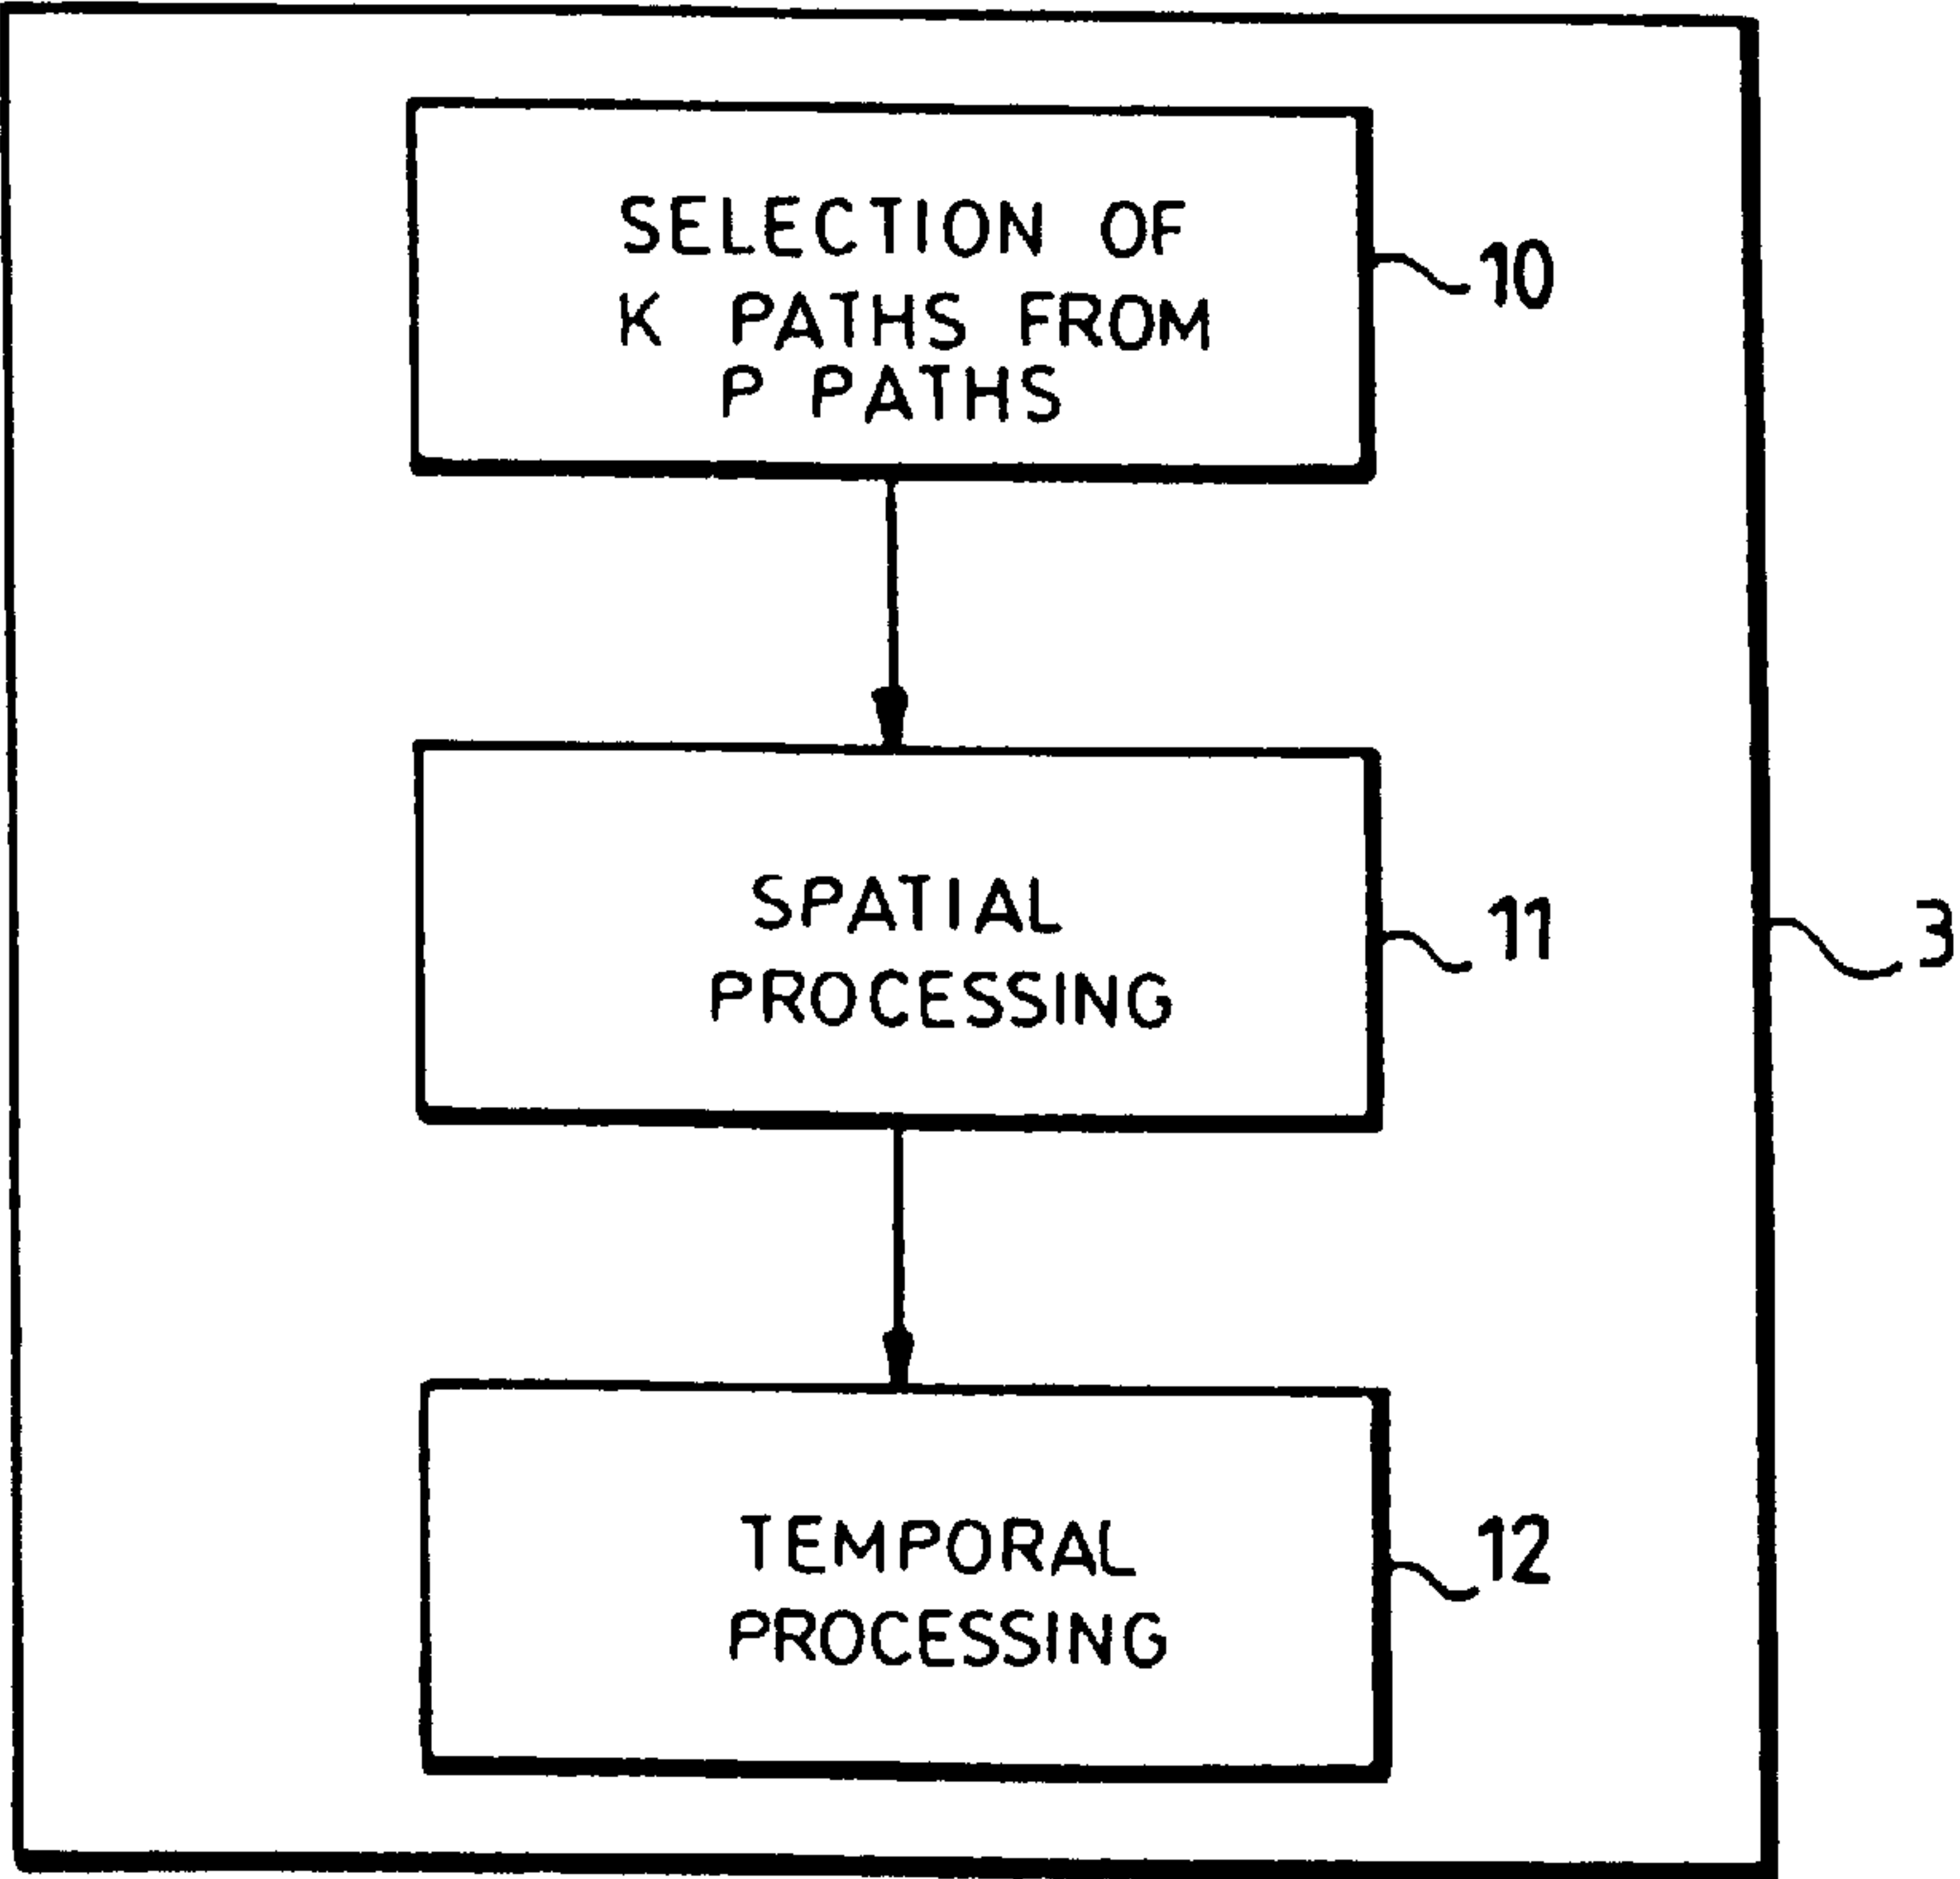 SELECTION OF
K PATHS FROM
P PATHS
10
SPATIAL
PROCESSING
11
3
TEMPORAL
PROCESSING
12